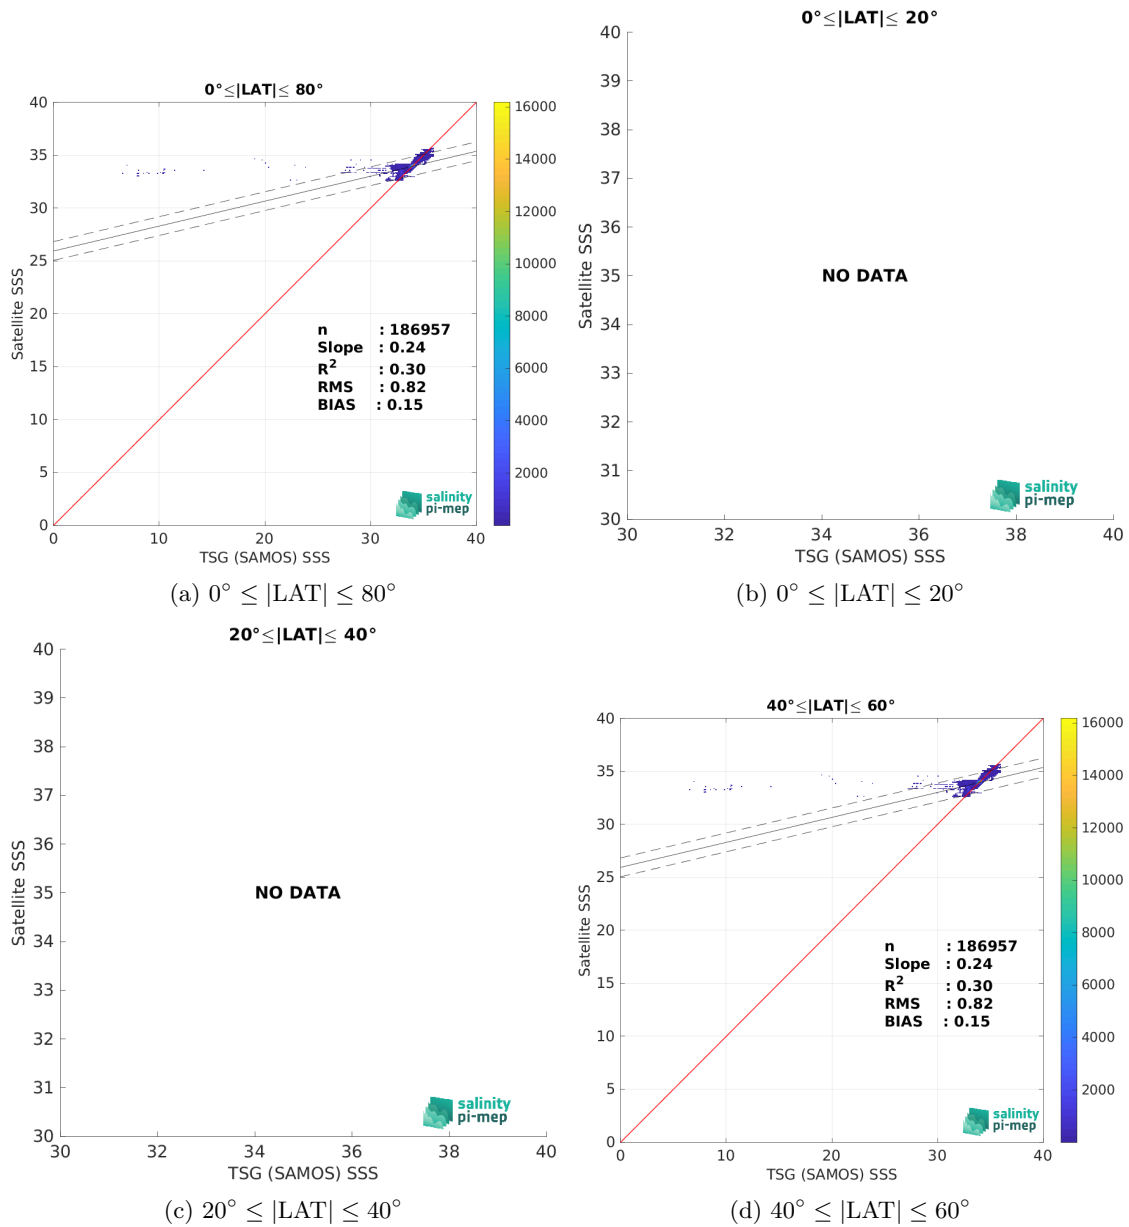 0°≤|LAT|≤ 80°
40
35
30
25
20
15
10
5
0
Satellite SSS
0
10
20
30
40
TSG (SAMOS) SSS
16000
14000
12000
10000
8000
6000
4000
2000
n : 186957
Slope : 0.24
R² : 0.30
RMS : 0.82
BIAS : 0.15
salinity
pi-mep
(a) 0° ≤ |LAT| ≤ 80°
0°≤|LAT|≤ 20°
40
39
38
37
36
35
34
33
32
31
30
Satellite SSS
NO DATA
salinity
pi-mep
30
32
34
36
38
40
TSG (SAMOS) SSS
(b) 0° ≤ |LAT| ≤ 20°
20°≤|LAT|≤ 40°
40
39
38
37
36
35
34
33
32
31
30
Satellite SSS
NO DATA
salinity
pi-mep
30
32
34
36
38
40
TSG (SAMOS) SSS
(c) 20° ≤ |LAT| ≤ 40°
40°≤|LAT|≤ 60°
40
35
30
25
20
15
10
5
0
Satellite SSS
0
10
20
30
40
TSG (SAMOS) SSS
16000
14000
12000
10000
8000
6000
4000
2000
n : 186957
Slope : 0.24
R² : 0.30
RMS : 0.82
BIAS : 0.15
salinity
pi-mep
(d) 40° ≤ |LAT| ≤ 60°